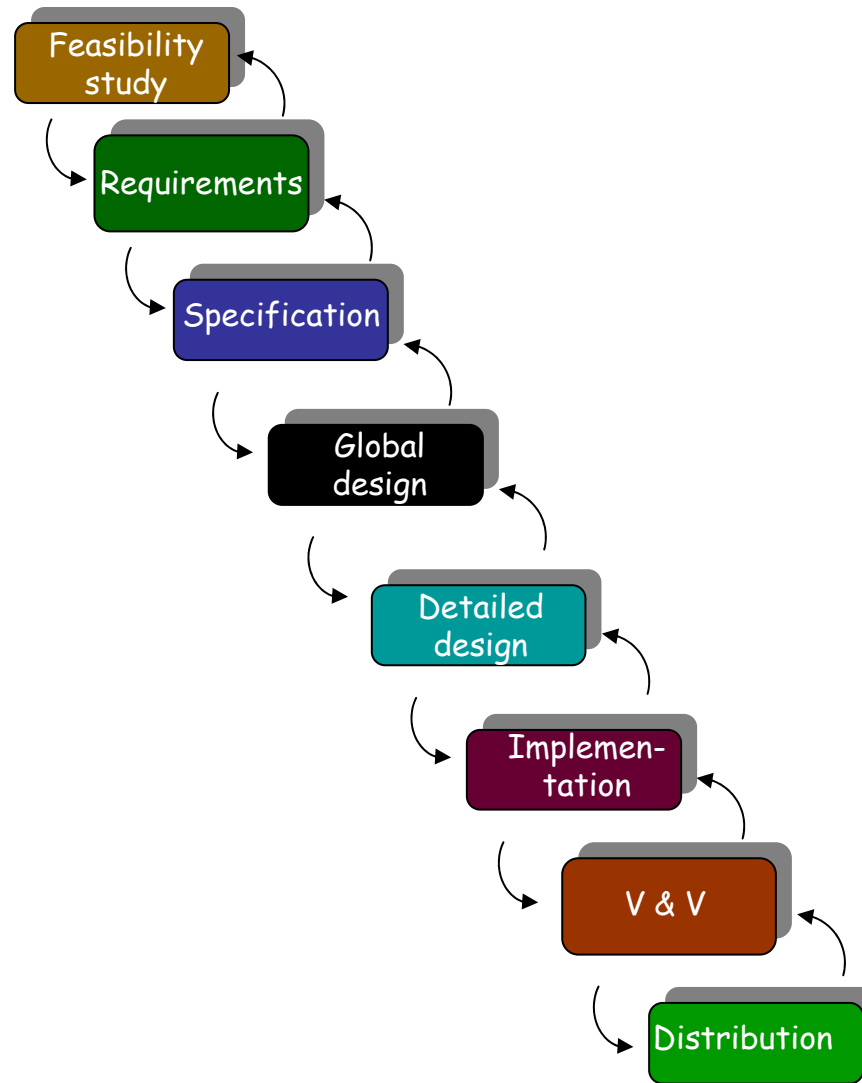 Feasibility
study
Requirements
Specification
Global
design
Detailed
design
Implemen-
tation
V & V
Distribution